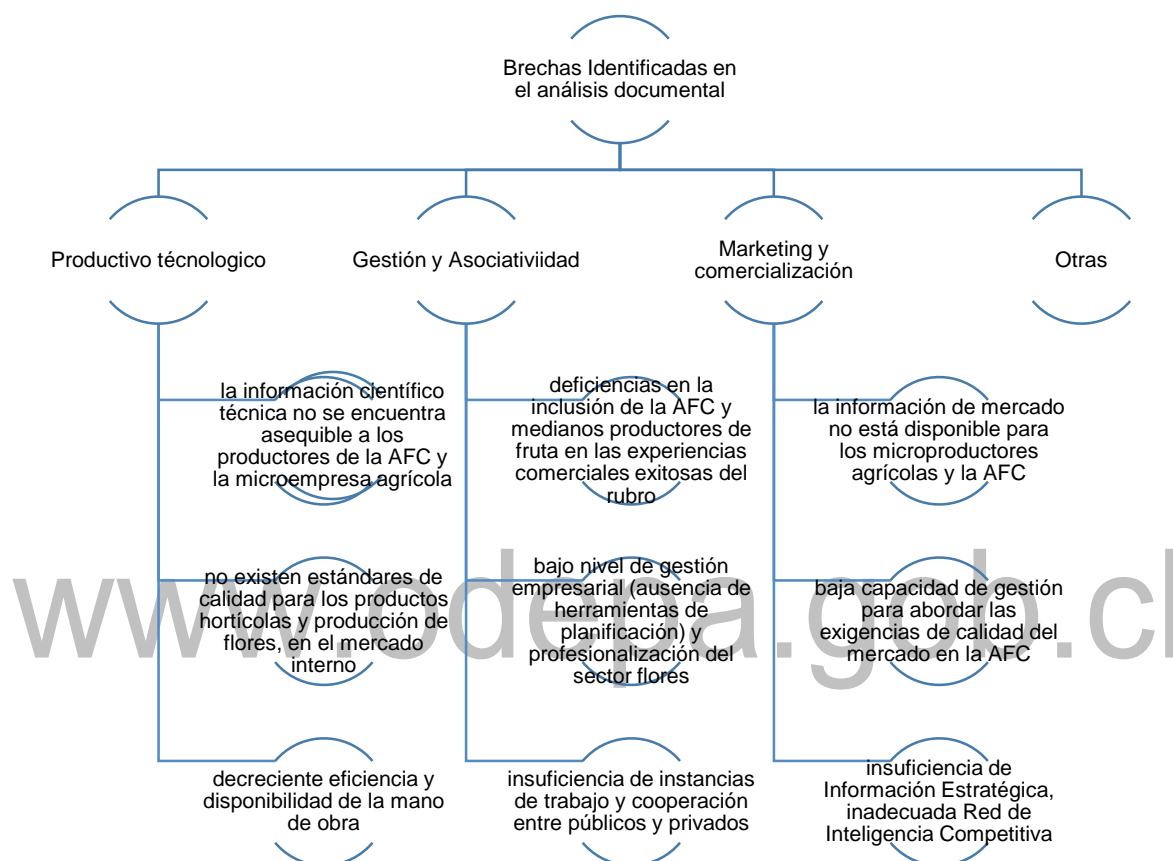 Brechas Identificadas en
el análisis documental
Productivo técnologico
Gestión y Asociativiidad
Marketing y
comercialización
Otras
la información científico
técnica no se encuentra
asequible a los
productores de la AFC y
la microempresa agrícola
deficiencias en la
inclusión de la AFC y
medianos productores de
fruta en las experiencias
comerciales exitosas del
rubro
la información de mercado
no está disponible para
los microproductores
agrícolas y la AFC
no existen estándares de
calidad para los productos
hortícolas y producción de
flores, en el mercado
interno
bajo nivel de gestión
empresarial (ausencia de
herramientas de
planificación) y
profesionalización del
sector flores
baja capacidad de gestión
para abordar las
exigencias de calidad del
mercado en la AFC
www.odepa.gob.cl
decreciente eficiencia y
disponibilidad de la mano
de obra
insuficiencia de instancias
de trabajo y cooperación
entre públicos y privados
insuficiencia de
Información Estratégica,
inadecuada Red de
Inteligencia Competitiva